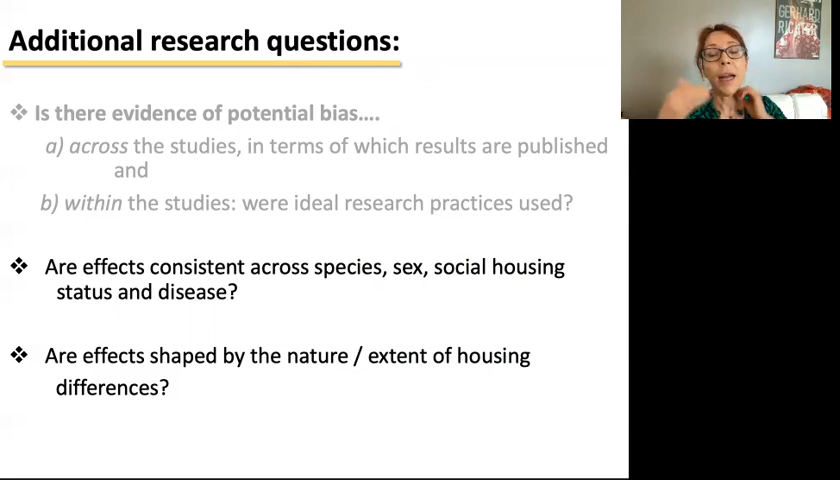 Additional research questions:
❖ Is there evidence of potential bias....
a) across the studies, in terms of which results are published
and
b) within the studies: were ideal research practices used?
❖ Are effects consistent across species, sex, social housing
status and disease?
❖ Are effects shaped by the nature / extent of housing
differences?
GERHARD
RICHTER